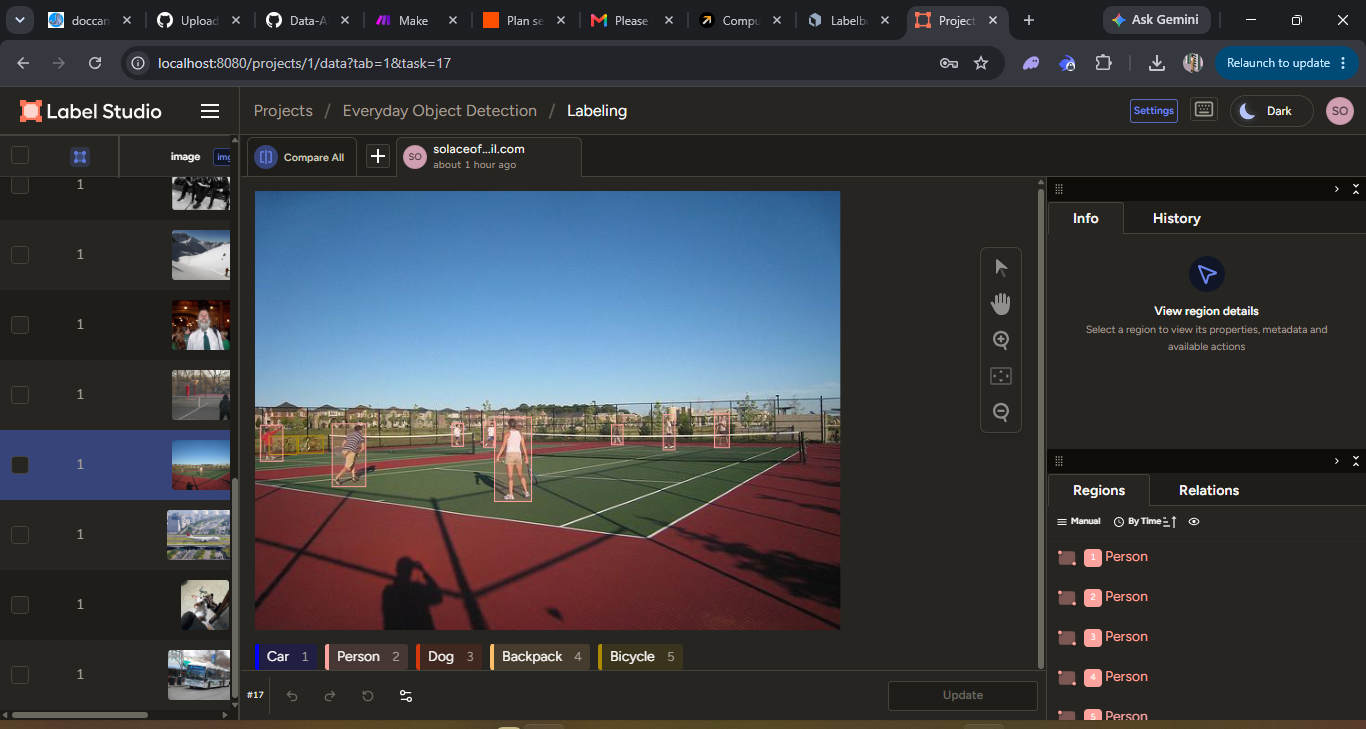 doccan
Upload
Data-A
Make
Plan se
Please
Compu
Labelb
Project
Ask Gemini
localhost:8080/projects/1/data?tab=1&task=17
Relaunch to update
Label Studio
Projects / Everyday Object Detection / Labeling
Settings
Dark
SO
image
img
Compare All
SO
solaceof...il.com
about 1 hour ago
1
1
1
1
1
1
1
1
Info
History
View region details
Select a region to view its properties, metadata and
available actions
Regions
Relations
Manual
By Time
1 Person
2 Person
3 Person
4 Person
5 Person
Car 1
Person 2
Dog 3
Backpack 4
Bicycle 5
#17
Update